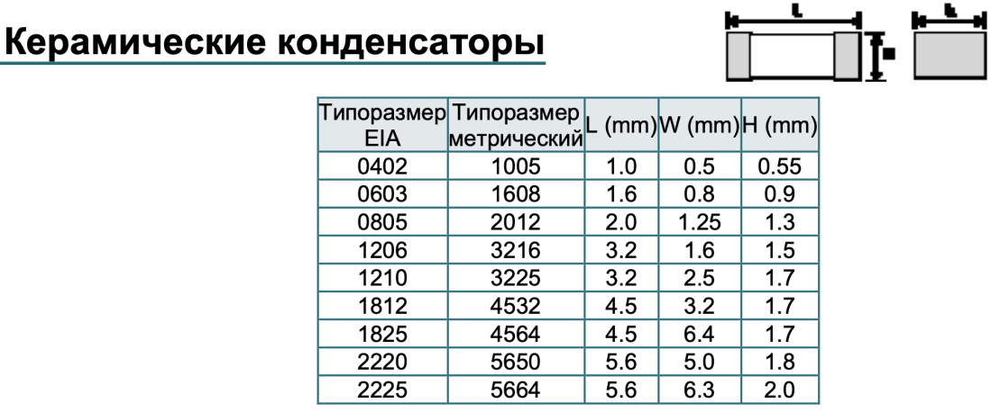 L
Керамические конденсаторы
Типоразмер EIA Типоразмер метрический L (mm) W (mm) H (mm)
0402 1005 1.0 0.5 0.55
0603 1608 1.6 0.8 0.9
0805 2012 2.0 1.25 1.3
1206 3216 3.2 1.6 1.5
1210 3225 3.2 2.5 1.7
1812 4532 4.5 3.2 1.7
1825 4564 4.5 6.4 1.7
2220 5650 5.6 5.0 1.8
2225 5664 5.6 6.3 2.0